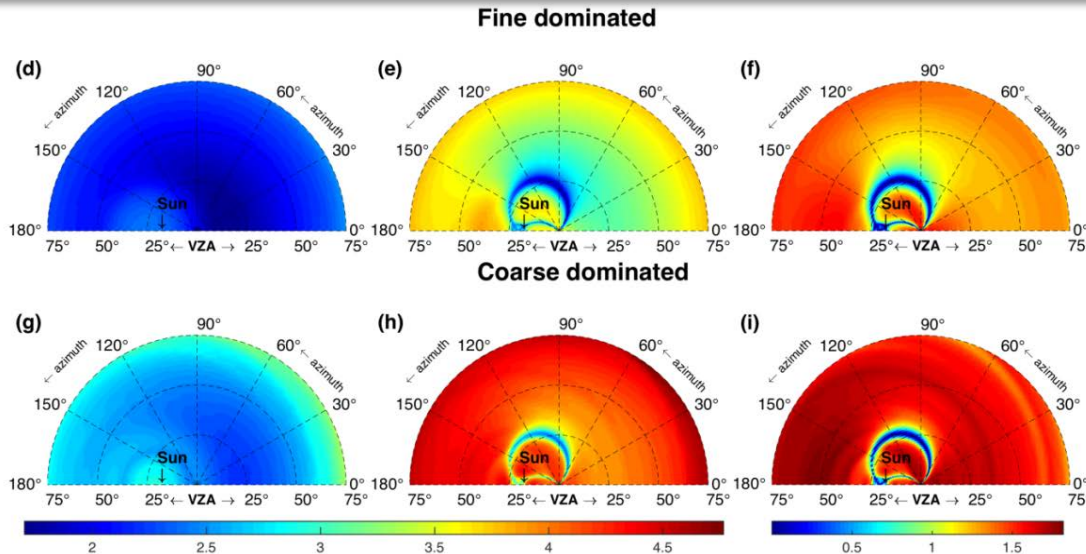 Fine dominated
(d) (e) (f)
90° 90° 90°
120° 60° 120° 60° 120° 60°
← azimuth ← azimuth ← azimuth ← azimuth ← azimuth ← azimuth
150° 30° 150° 30° 150° 30°
Sun Sun Sun
180° 0° 180° 0° 180° 0°
75° 50° 25° ← VZA → 25° 50° 75° 75° 50° 25° ← VZA → 25° 50° 75° 75° 50° 25° ← VZA → 25° 50° 75°
Coarse dominated
(g) (h) (i)
90° 90° 90°
120° 60° 120° 60° 120° 60°
← azimuth ← azimuth ← azimuth ← azimuth ← azimuth ← azimuth
150° 30° 150° 30° 150° 30°
Sun Sun Sun
180° 0° 180° 0° 180° 0°
75° 50° 25° ← VZA → 25° 50° 75° 75° 50° 25° ← VZA → 25° 50° 75° 75° 50° 25° ← VZA → 25° 50° 75°
2 2.5 3 3.5 4 4.5 0.5 1 1.5